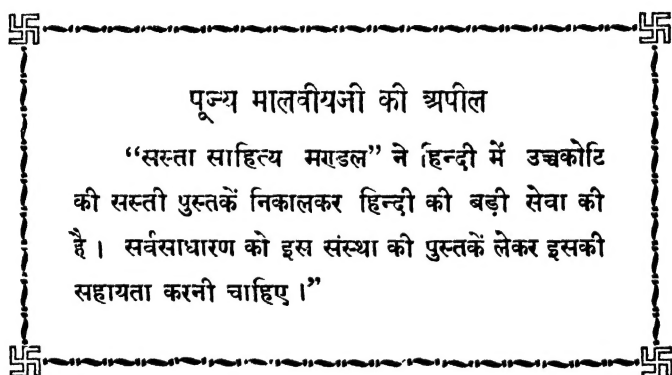 पूज्य मालवीयजी की अपील
“सस्ता साहित्य मण्डल” ने हिन्दी में उच्चकोटि
की सस्ती पुस्तकें निकालकर हिन्दी की बड़ी सेवा की
है। सर्वसाधारण को इस संस्था की पुस्तकें लेकर इसकी
सहायता करनी चाहिए।”